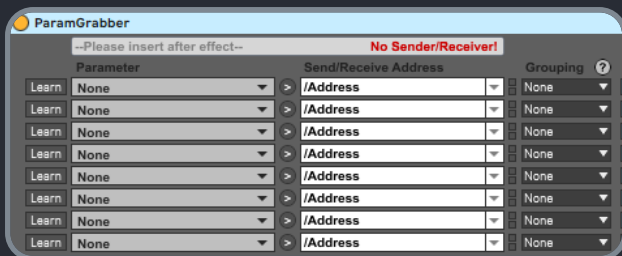 ParamGrabber
--Please insert after effect-- No Sender/Receiver!
Parameter Send/Receive Address Grouping ?
Learn None > /Address None
Learn None > /Address None
Learn None > /Address None
Learn None > /Address None
Learn None > /Address None
Learn None > /Address None
Learn None > /Address None
Learn None > /Address None